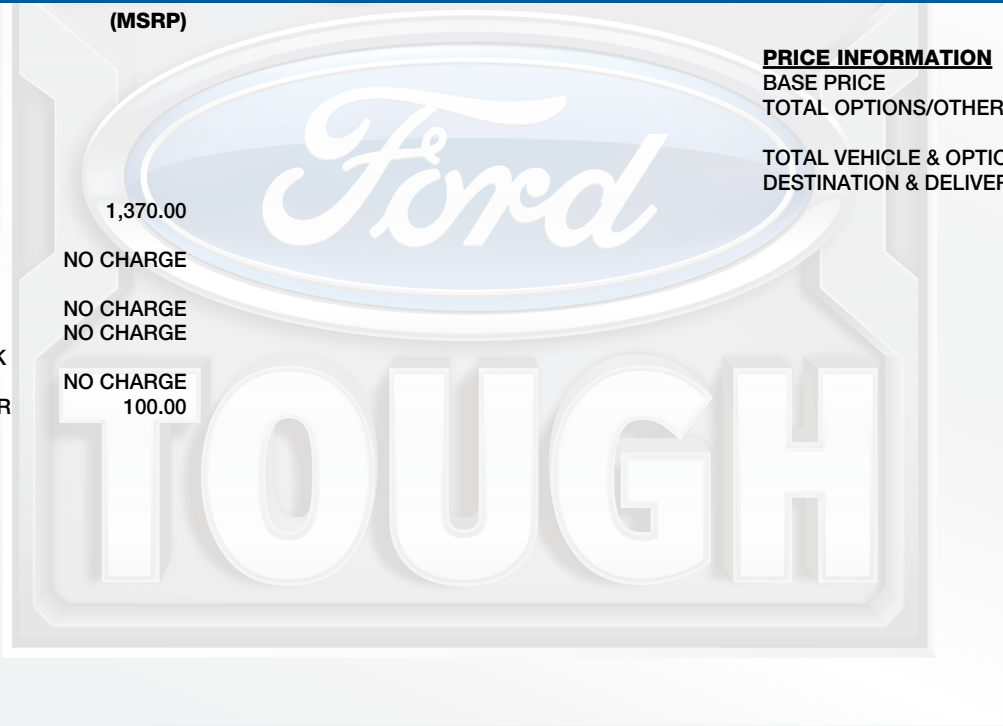 (MSRP)
PRICE INFORMATION
BASE PRICE
TOTAL OPTIONS/OTHER
TOTAL VEHICLE & OPTIO
DESTINATION & DELIVER
1,370.00
NO CHARGE
NO CHARGE
NO CHARGE
K
NO CHARGE
R 100.00
Ford
TOUGH